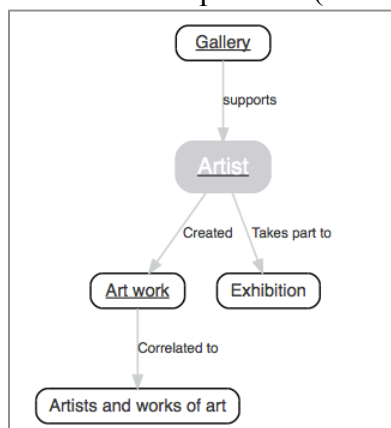 Gallery
supports
Artist
Created
Takes part to
Art work
Exhibition
Correlated to
Artists and works of art